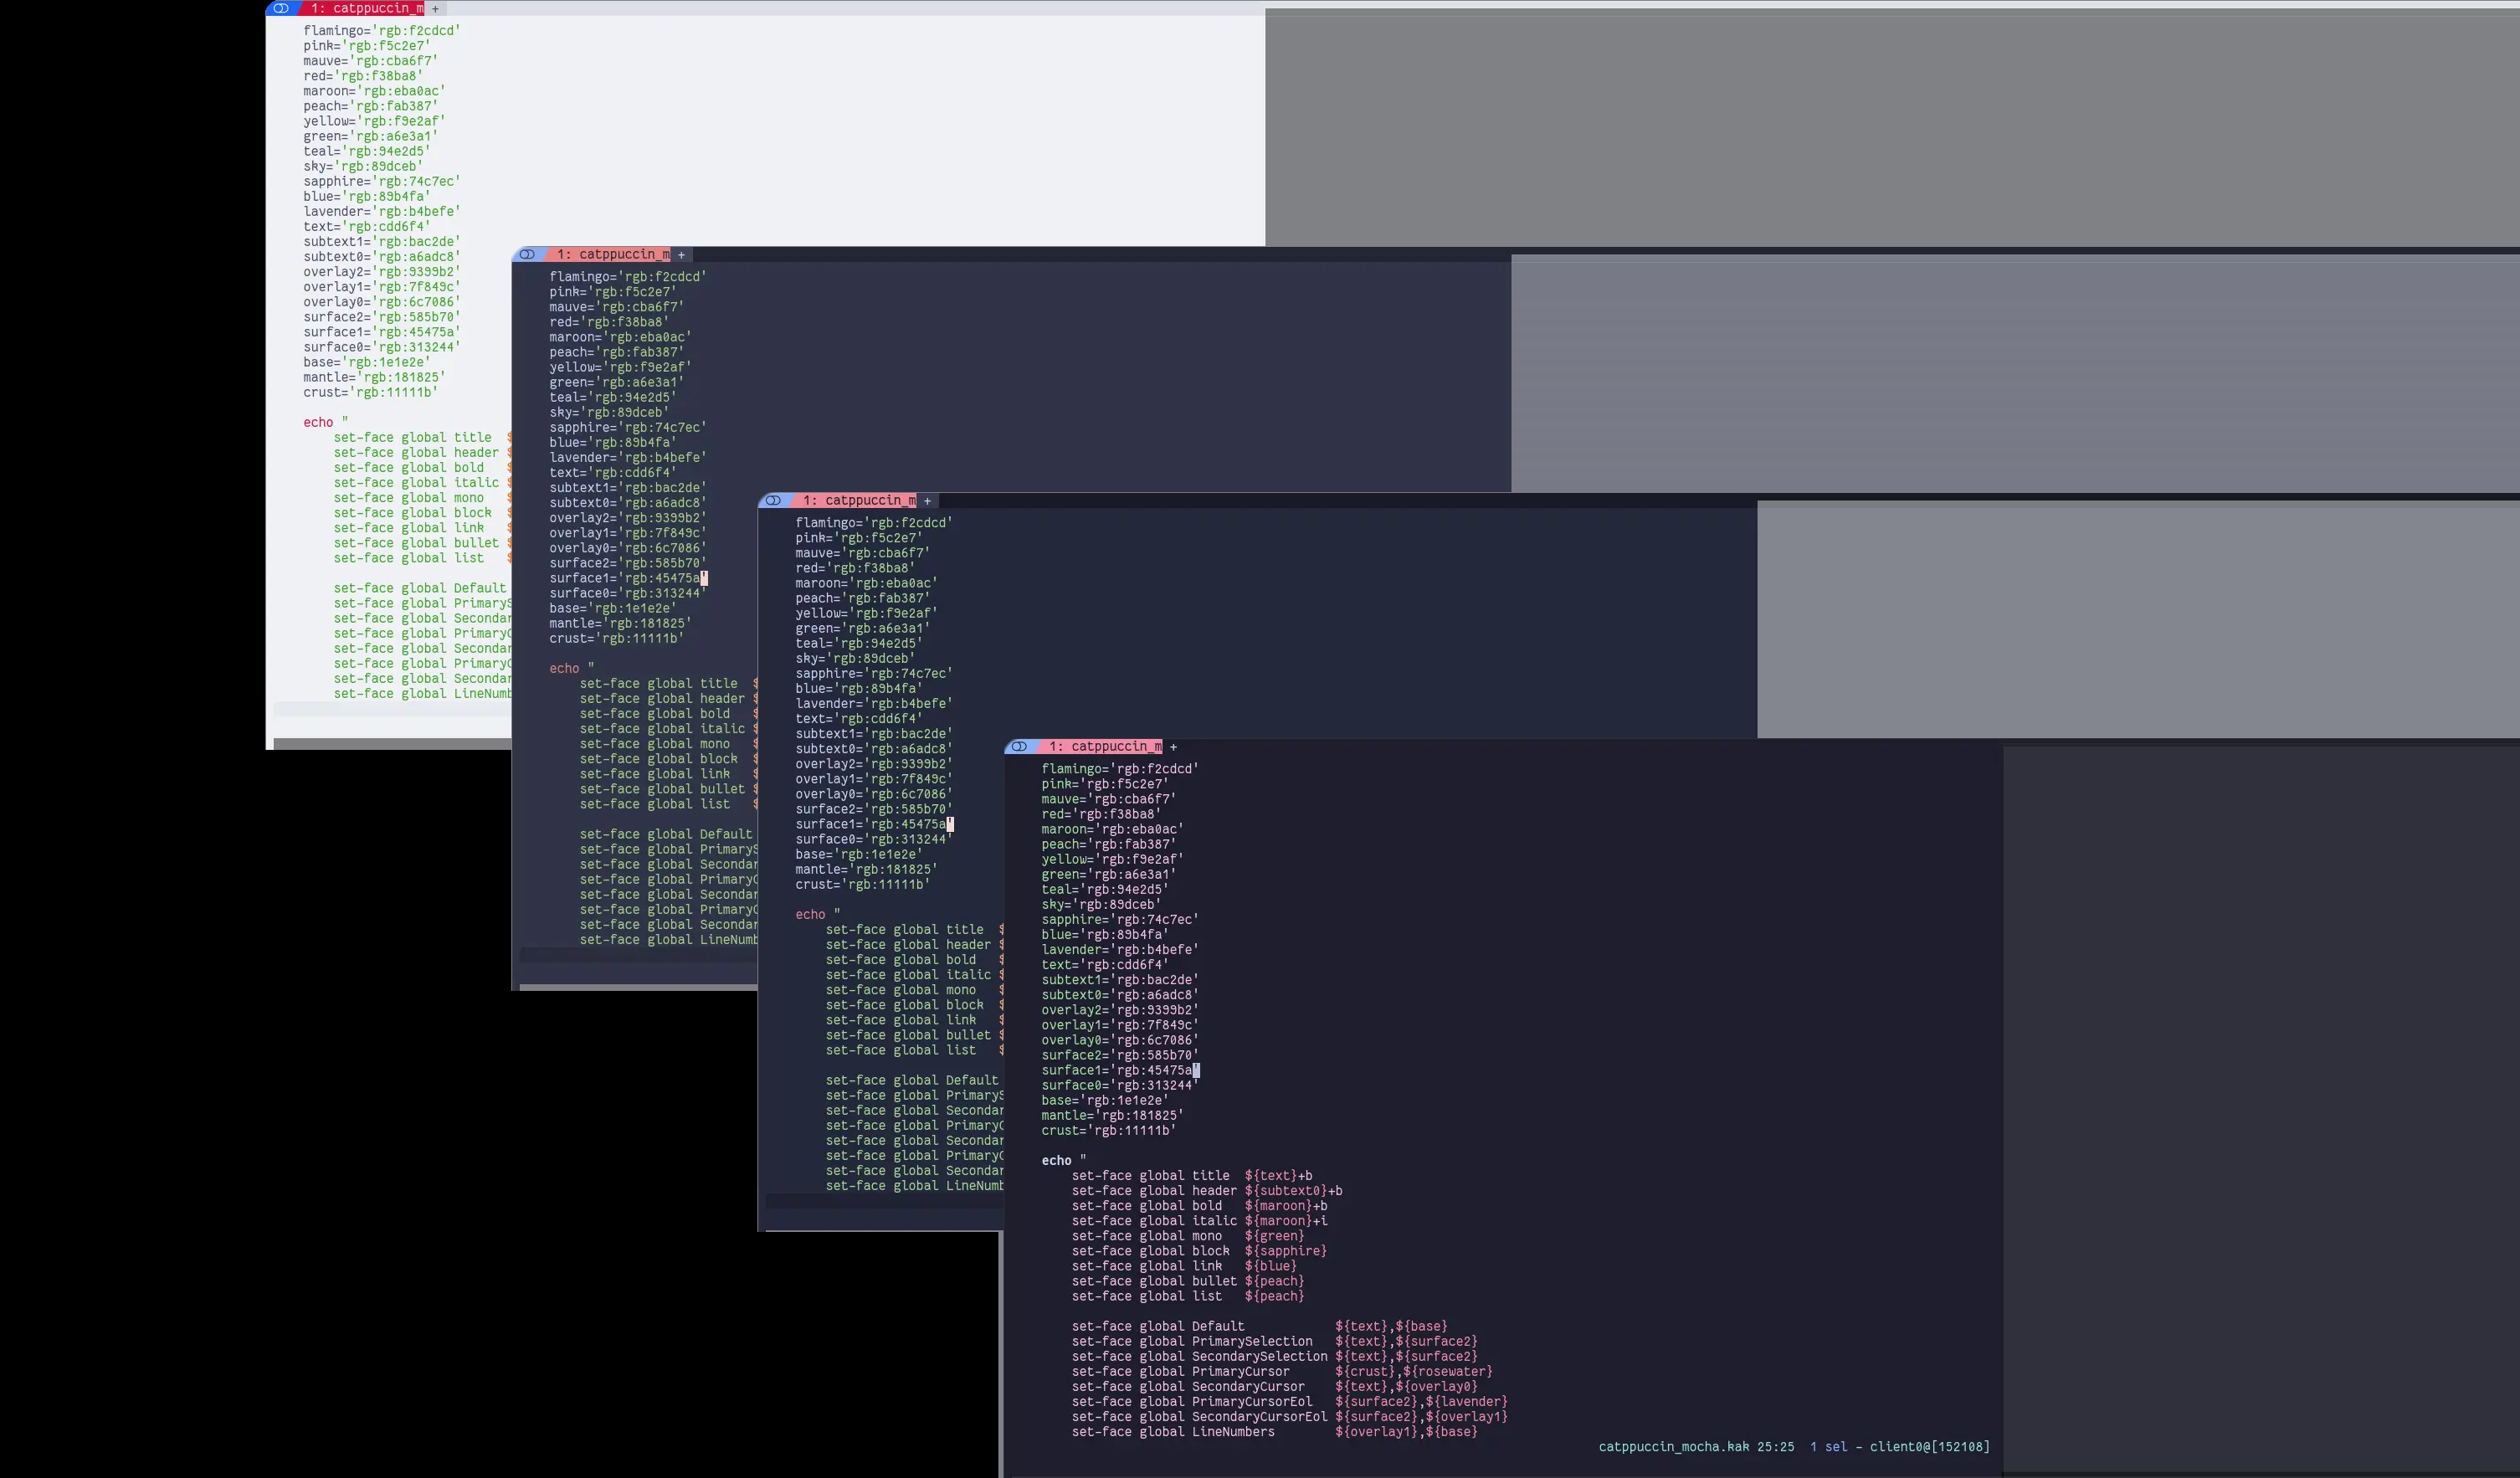 1: catppuccin_m +
flamingo='rgb:f2cdcd'
pink='rgb:f5c2e7'
mauve='rgb:cba6f7'
red='rgb:f38ba8'
maroon='rgb:eba0ac'
peach='rgb:fab387'
yellow='rgb:f9e2af'
green='rgb:a6e3a1'
teal='rgb:94e2d5'
sky='rgb:89dceb'
sapphire='rgb:74c7ec'
blue='rgb:89b4fa'
lavender='rgb:b4befe'
text='rgb:cdd6f4'
subtext1='rgb:bac2de'
subtext0='rgb:a6adc8'
overlay2='rgb:9399b2'
overlay1='rgb:7f849c'
overlay0='rgb:6c7086'
surface2='rgb:585b70'
surface1='rgb:45475a'
surface0='rgb:313244'
base='rgb:1e1e2e'
mantle='rgb:181825'
crust='rgb:11111b'
echo "
set-face global title $
set-face global header $
set-face global bold $
set-face global italic $
set-face global mono $
set-face global block $
set-face global link $
set-face global bullet $
set-face global list $
set-face global Default
set-face global PrimaryS
set-face global Secondar
set-face global PrimaryC
set-face global Secondar
set-face global PrimaryC
set-face global Secondar
set-face global LineNumb
1: catppuccin_m +
flamingo='rgb:f2cdcd'
pink='rgb:f5c2e7'
mauve='rgb:cba6f7'
red='rgb:f38ba8'
maroon='rgb:eba0ac'
peach='rgb:fab387'
yellow='rgb:f9e2af'
green='rgb:a6e3a1'
teal='rgb:94e2d5'
sky='rgb:89dceb'
sapphire='rgb:74c7ec'
blue='rgb:89b4fa'
lavender='rgb:b4befe'
text='rgb:cdd6f4'
subtext1='rgb:bac2de'
subtext0='rgb:a6adc8'
overlay2='rgb:9399b2'
overlay1='rgb:7f849c'
overlay0='rgb:6c7086'
surface2='rgb:585b70'
surface1='rgb:45475a'
surface0='rgb:313244'
base='rgb:1e1e2e'
mantle='rgb:181825'
crust='rgb:11111b'
echo "
set-face global title $
set-face global header $
set-face global bold $
set-face global italic $
set-face global mono $
set-face global block $
set-face global link $
set-face global bullet $
set-face global list $
set-face global Default
set-face global PrimaryS
set-face global Secondar
set-face global PrimaryC
set-face global Secondar
set-face global PrimaryC
set-face global Secondar
set-face global LineNumb
1: catppuccin_m +
flamingo='rgb:f2cdcd'
pink='rgb:f5c2e7'
mauve='rgb:cba6f7'
red='rgb:f38ba8'
maroon='rgb:eba0ac'
peach='rgb:fab387'
yellow='rgb:f9e2af'
green='rgb:a6e3a1'
teal='rgb:94e2d5'
sky='rgb:89dceb'
sapphire='rgb:74c7ec'
blue='rgb:89b4fa'
lavender='rgb:b4befe'
text='rgb:cdd6f4'
subtext1='rgb:bac2de'
subtext0='rgb:a6adc8'
overlay2='rgb:9399b2'
overlay1='rgb:7f849c'
overlay0='rgb:6c7086'
surface2='rgb:585b70'
surface1='rgb:45475a'
surface0='rgb:313244'
base='rgb:1e1e2e'
mantle='rgb:181825'
crust='rgb:11111b'
echo "
set-face global title $
set-face global header $
set-face global bold $
set-face global italic $
set-face global mono $
set-face global block $
set-face global link $
set-face global bullet $
set-face global list $
set-face global Default
set-face global PrimaryS
set-face global Secondar
set-face global PrimaryC
set-face global Secondar
set-face global PrimaryC
set-face global Secondar
set-face global LineNumb
1: catppuccin_m +
flamingo='rgb:f2cdcd'
pink='rgb:f5c2e7'
mauve='rgb:cba6f7'
red='rgb:f38ba8'
maroon='rgb:eba0ac'
peach='rgb:fab387'
yellow='rgb:f9e2af'
green='rgb:a6e3a1'
teal='rgb:94e2d5'
sky='rgb:89dceb'
sapphire='rgb:74c7ec'
blue='rgb:89b4fa'
lavender='rgb:b4befe'
text='rgb:cdd6f4'
subtext1='rgb:bac2de'
subtext0='rgb:a6adc8'
overlay2='rgb:9399b2'
overlay1='rgb:7f849c'
overlay0='rgb:6c7086'
surface2='rgb:585b70'
surface1='rgb:45475a'
surface0='rgb:313244'
base='rgb:1e1e2e'
mantle='rgb:181825'
crust='rgb:11111b'
echo "
set-face global title ${text}+b
set-face global header ${subtext0}+b
set-face global bold ${maroon}+b
set-face global italic ${maroon}+i
set-face global mono ${green}
set-face global block ${sapphire}
set-face global link ${blue}
set-face global bullet ${peach}
set-face global list ${peach}
set-face global Default ${text},${base}
set-face global PrimarySelection ${text},${surface2}
set-face global SecondarySelection ${text},${surface2}
set-face global PrimaryCursor ${crust},${rosewater}
set-face global SecondaryCursor ${text},${overlay0}
set-face global PrimaryCursorEol ${surface2},${lavender}
set-face global SecondaryCursorEol ${surface2},${overlay1}
set-face global LineNumbers ${overlay1},${base}
catppuccin_mocha.kak 25:25 1 sel - client0@[152108]